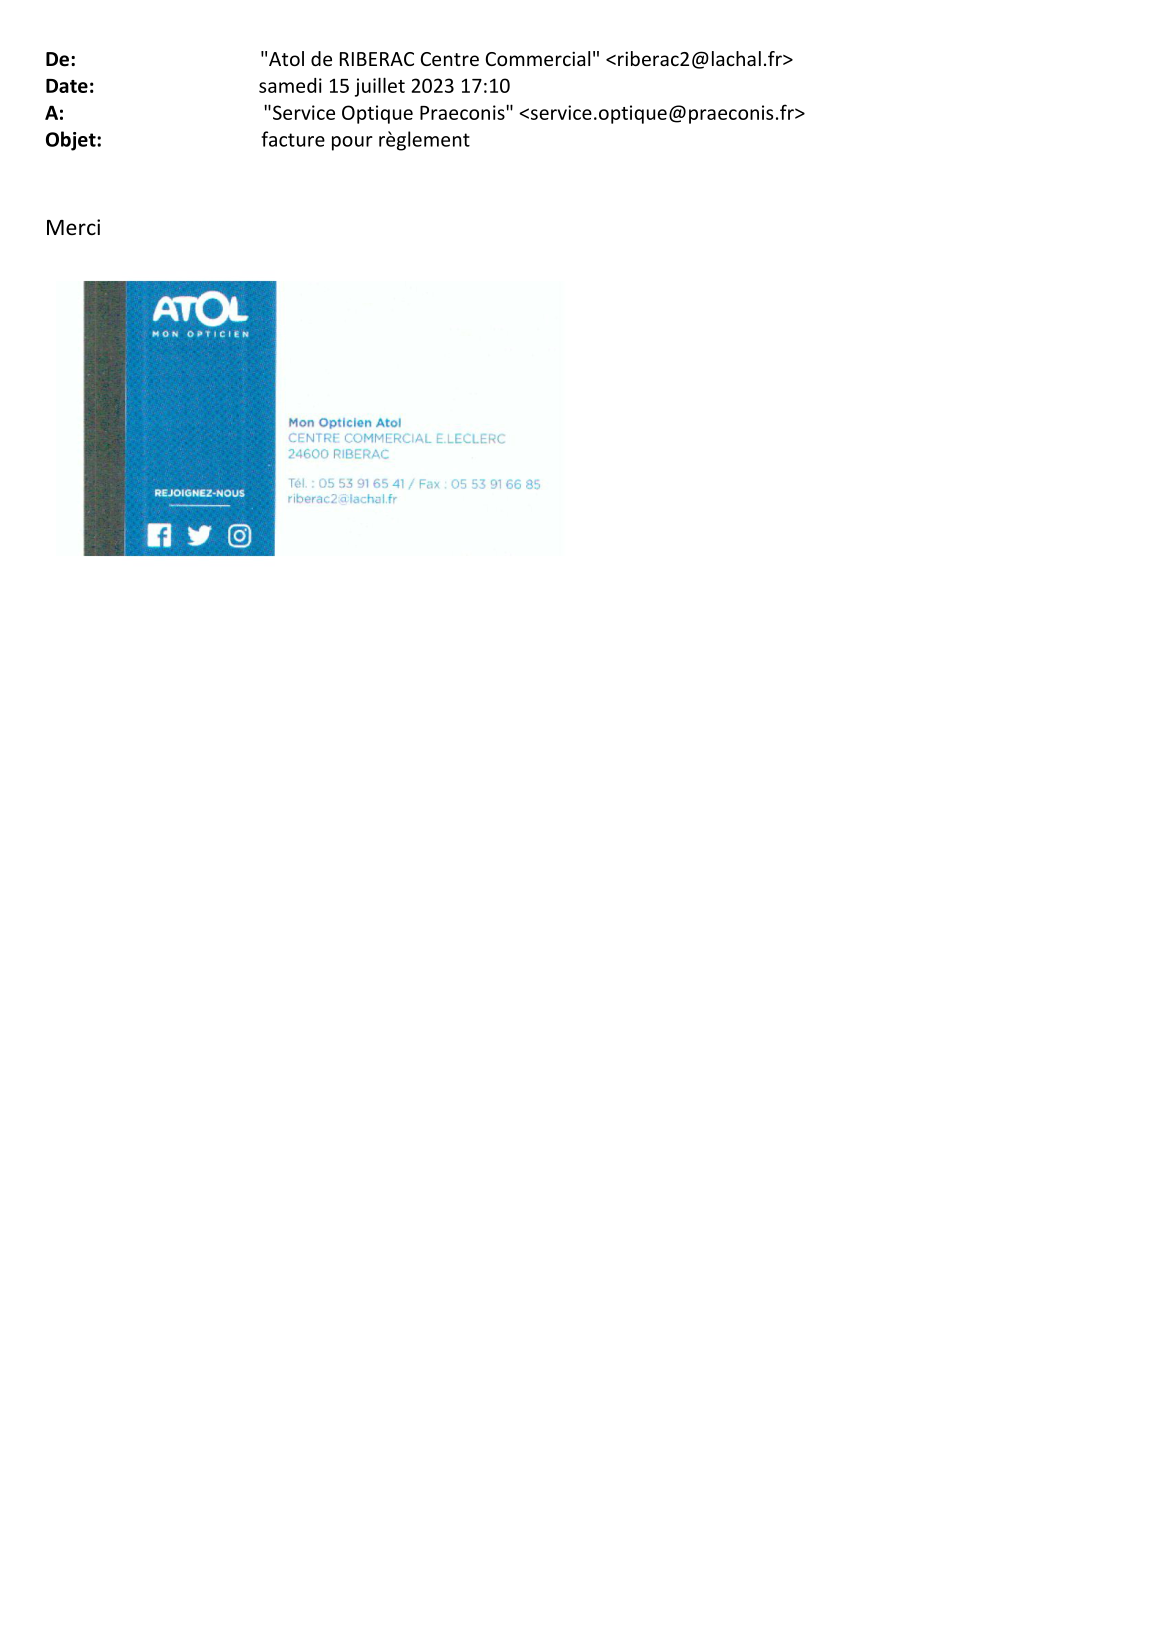 De: "Atol de RIBERAC Centre Commercial" <riberac2@lachal.fr>
Date: samedi 15 juillet 2023 17:10
A: "Service Optique Praeconis" <service.optique@praeconis.fr>
Objet: facture pour règlement
Merci
ATOL
MON OPTICIEN
REJOIGNEZ-NOUS
Mon Opticien Atol
CENTRE COMMERCIAL E.LECLERC
24600 RIBERAC
Tél. : 05 53 91 65 41 / Fax : 05 53 91 66 85
riberac2@lachal.fr